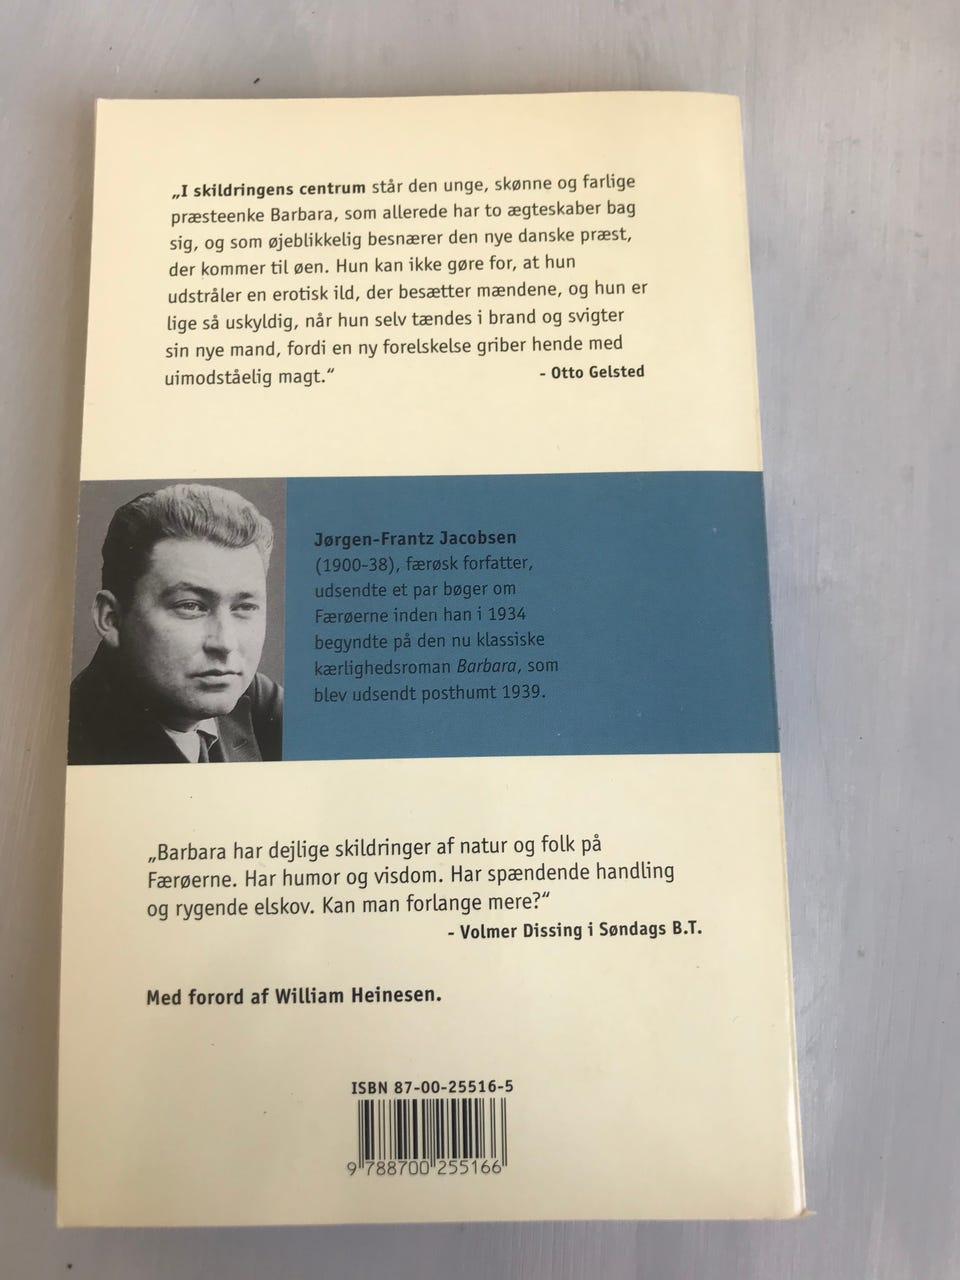 „I skildringens centrum står den unge, skønne og farlige
præsteenke Barbara, som allerede har to ægteskaber bag
sig, og som øjeblikkelig besnærer den nye danske præst,
der kommer til øen. Hun kan ikke gøre for, at hun
udstråler en erotisk ild, der besætter mændene, og hun er
lige så uskyldig, når hun selv tændes i brand og svigter
sin nye mand, fordi en ny forelskelse griber hende med
uimodståelig magt.“ - Otto Gelsted
Jørgen-Frantz Jacobsen
(1900-38), færøsk forfatter,
udsendte et par bøger om
Færøerne inden han i 1934
begyndte på den nu klassiske
kærlighedsroman Barbara, som
blev udsendt posthumt 1939.
„Barbara har dejlige skildringer af natur og folk på
Færøerne. Har humor og visdom. Har spændende handling
og rygende elskov. Kan man forlange mere?“
- Volmer Dissing i Søndags B.T.
Med forord af William Heinesen.
ISBN 87-00-25516-5
9 788700 255166